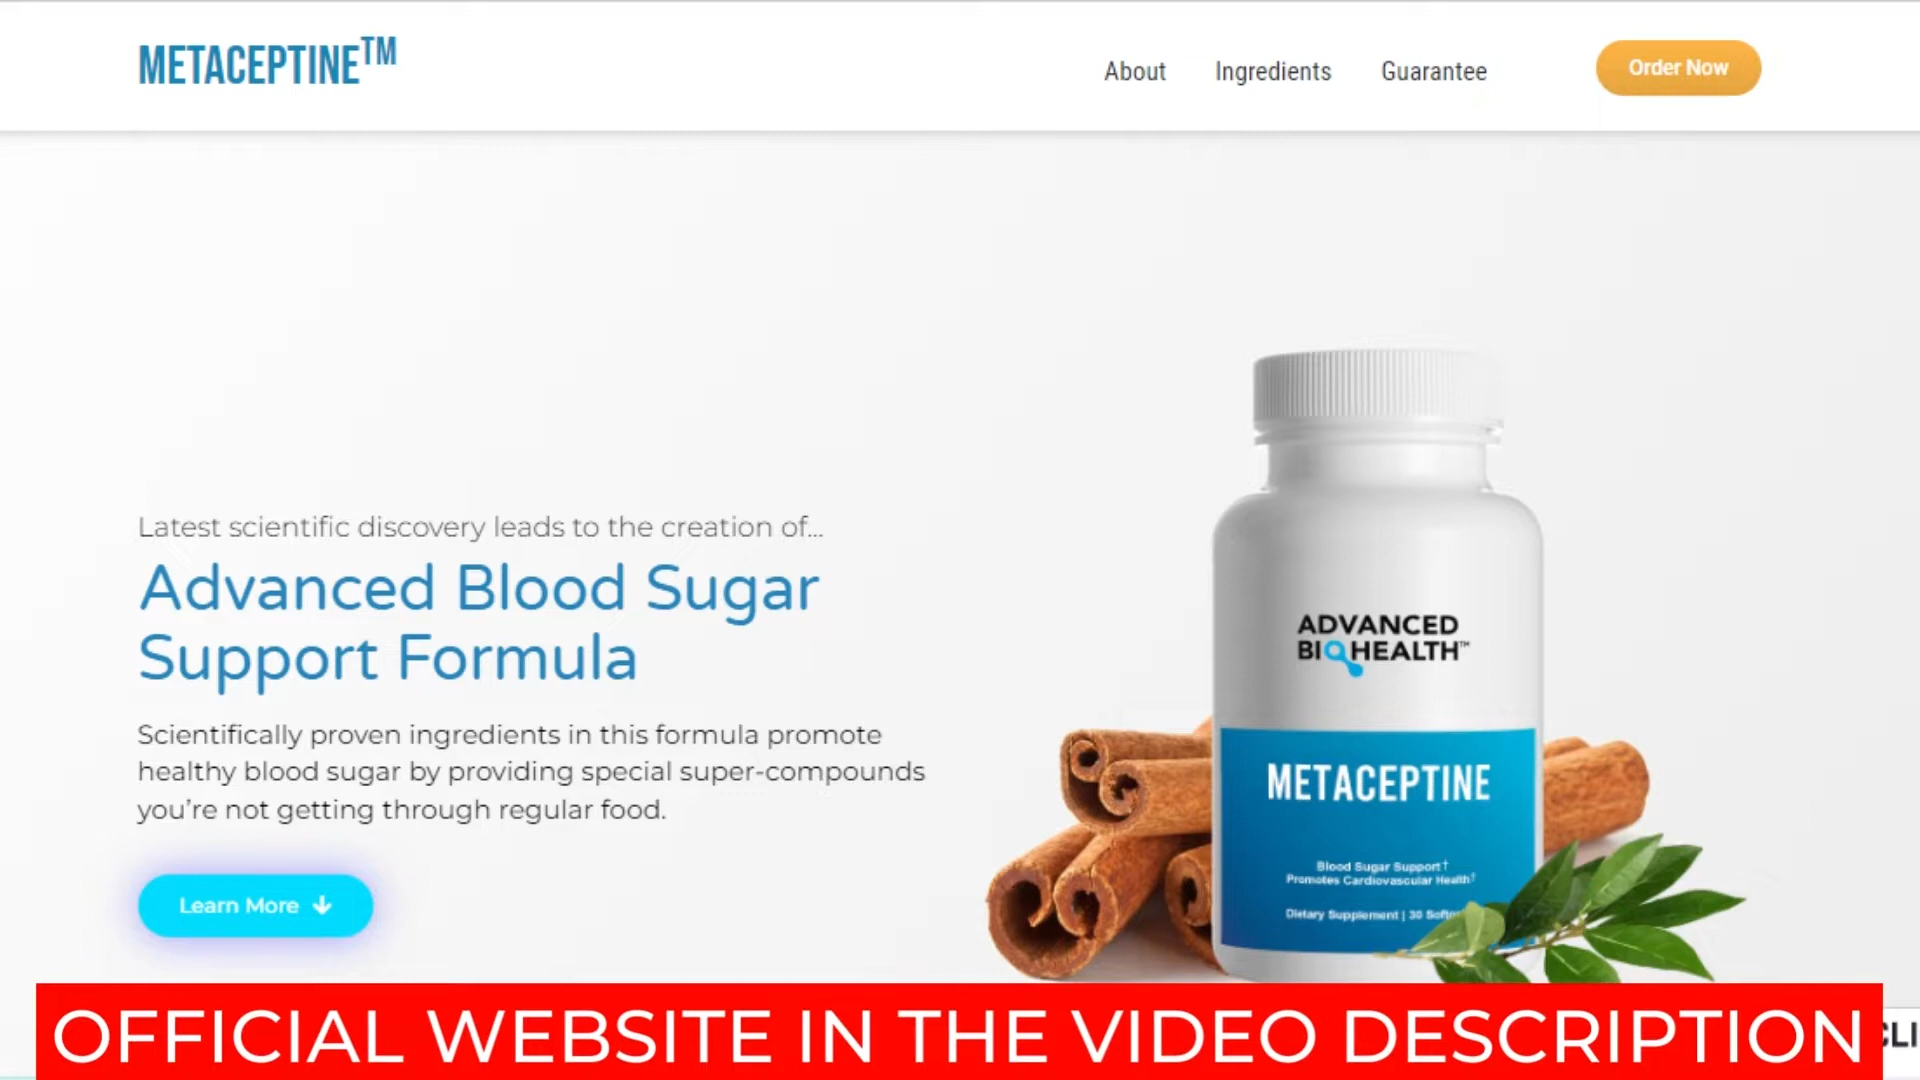 METACEPTINE™
About
Ingredients
Guarantee
Order Now
Latest scientific discovery leads to the creation of...
Advanced Blood Sugar
Support Formula
Scientifically proven ingredients in this formula promote
healthy blood sugar by providing special super-compounds
you're not getting through regular food.
Learn More
ADVANCED
BIOHEALTH™
METACEPTINE
Blood Sugar Support†
Promotes Cardiovascular Health†
Dietary Supplement | 30
OFFICIAL WEBSITE IN THE VIDEO DESCRIPTION